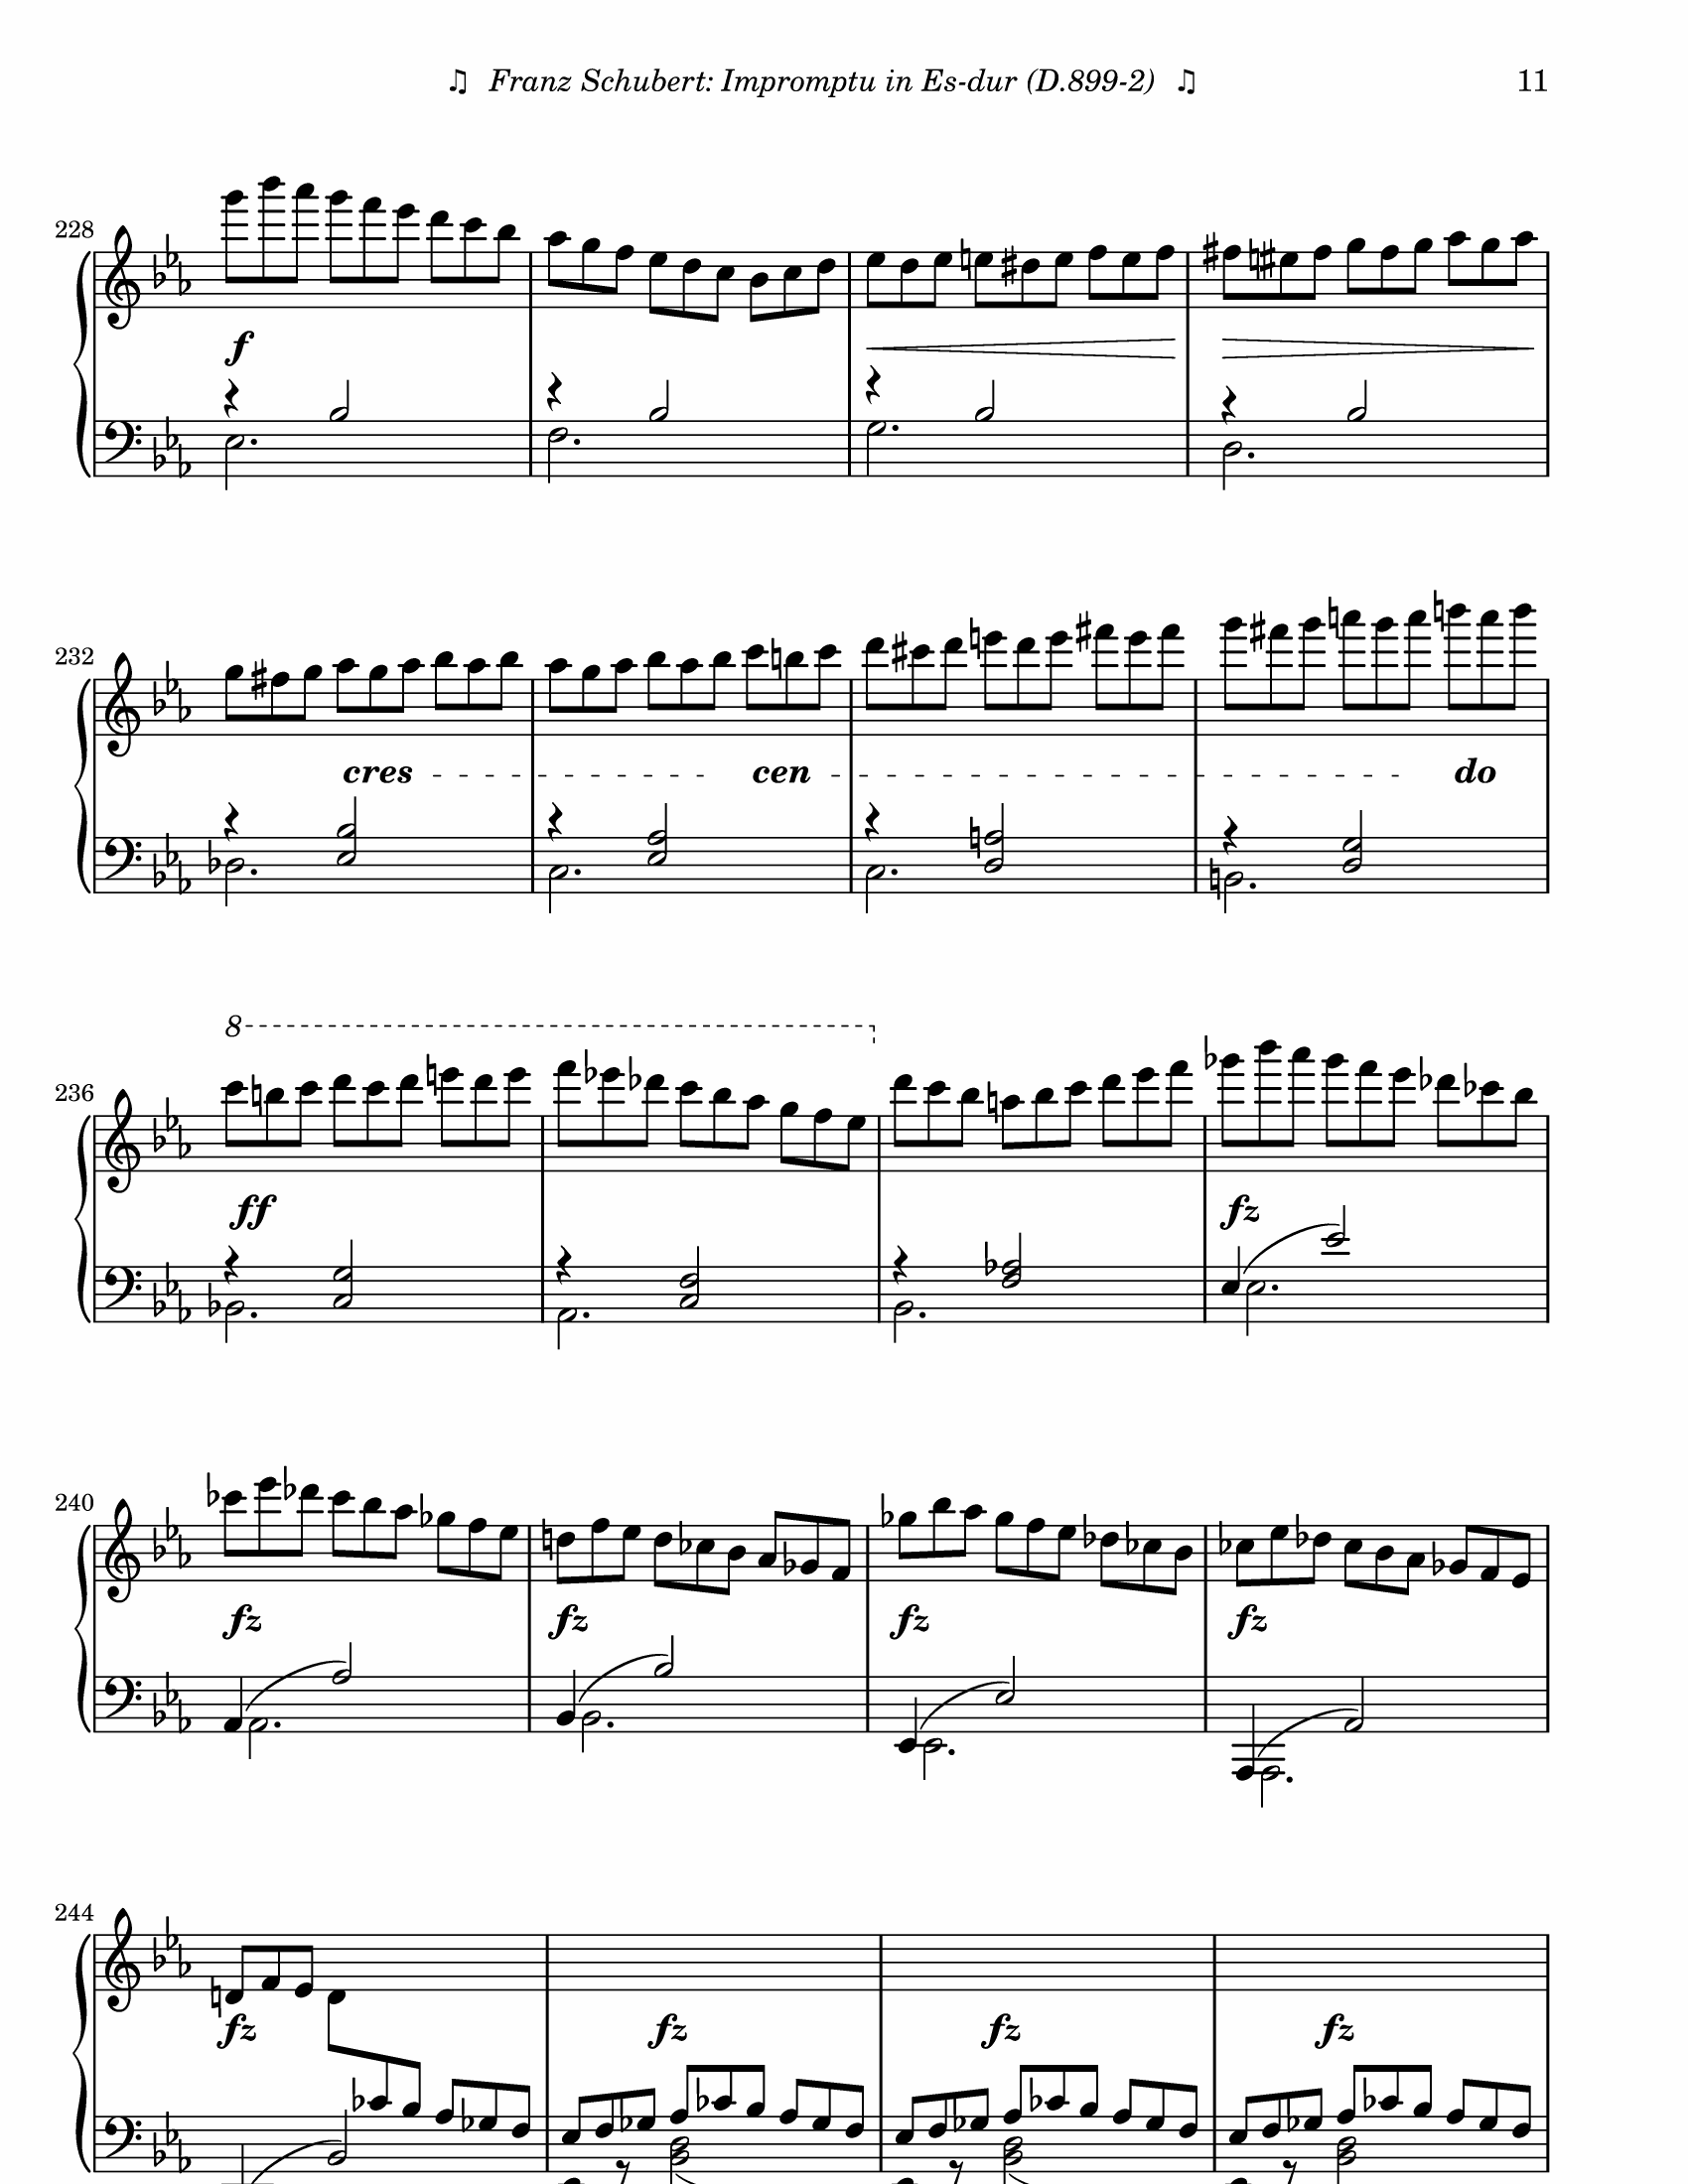 ♫ Franz Schubert: Impromptu in Es-dur (D.899-2) ♫ 11
228
f
232
cres - - - - - - - - cen - - - - - - - - - - - - - - - do
8
236
ff fz
240
fz fz fz fz
244
fz fz fz fz